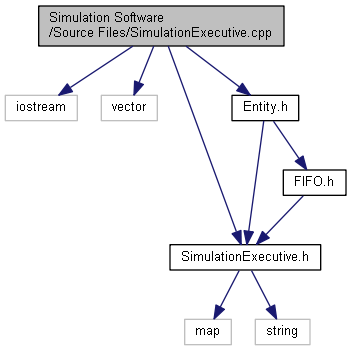 Simulation Software
/Source Files/SimulationExecutive.cpp
iostream
vector
Entity.h
FIFO.h
SimulationExecutive.h
map
string